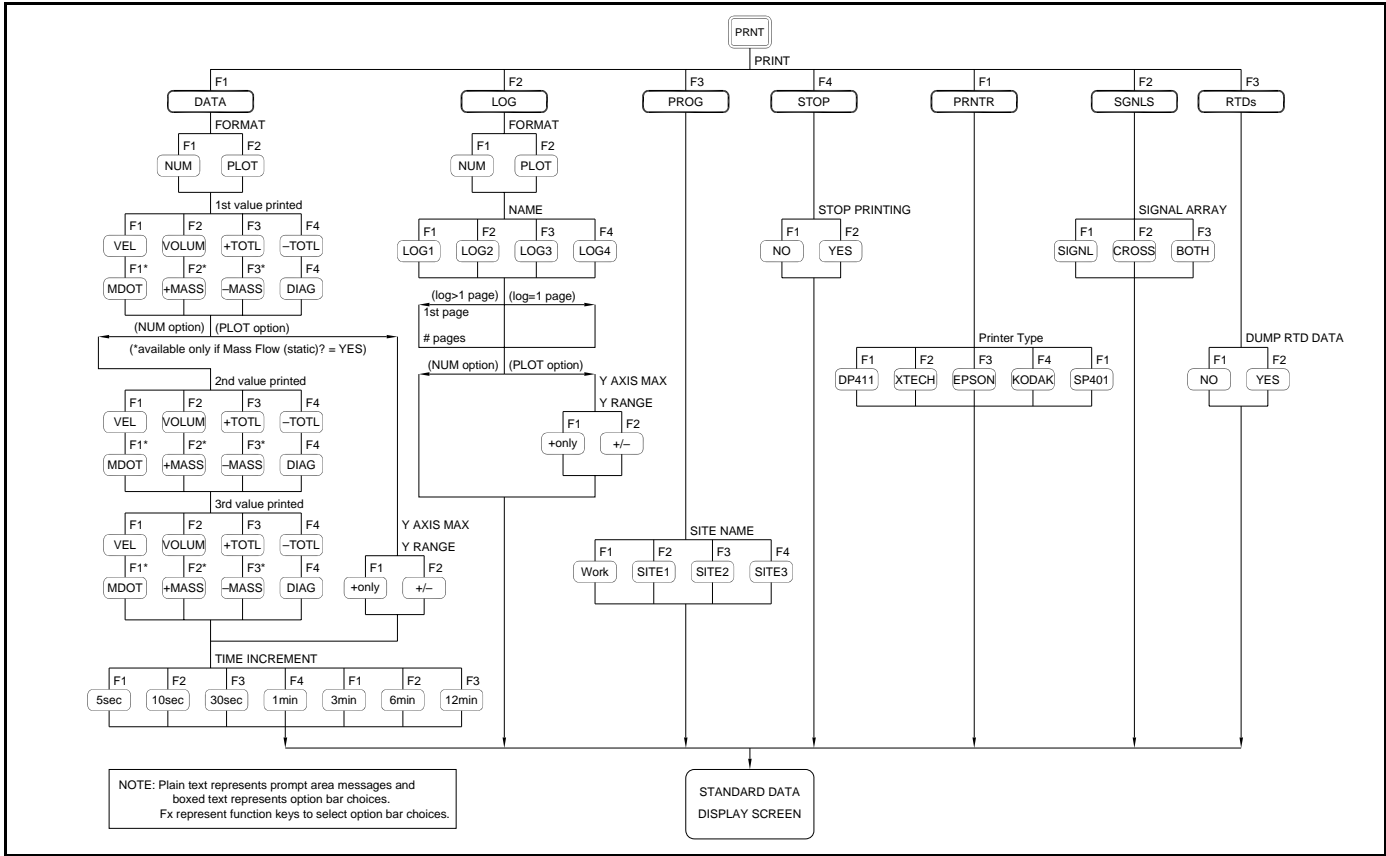 PRNT
PRINT
F1 F2 F3 F4 F1 F2 F3
DATA LOG PROG STOP PRNTR SGNLS RTDs
FORMAT FORMAT
F1 F2 F1 F2
NUM PLOT NUM PLOT
1st value printed NAME STOP PRINTING SIGNAL ARRAY
F1 F2 F3 F4 F1 F2 F3 F4 F1 F2 F1 F2 F3
VEL VOLUM +TOTL –TOTL LOG1 LOG2 LOG3 LOG4 NO YES SIGNL CROSS BOTH
F1* F2* F3* F4
MDOT +MASS –MASS DIAG
(log>1 page) (log=1 page)
1st page
(NUM option) (PLOT option) # pages Printer Type DUMP RTD DATA
(*available only if Mass Flow (static)? = YES)
F1 F2 F3 F4 F1 F1 F2
(NUM option) (PLOT option)
DP411 XTECH EPSON KODAK SP401 NO YES
2nd value printed Y AXIS MAX
F1 F2 F3 F4 Y RANGE
VEL VOLUM +TOTL –TOTL F1 F2
F1* F2* F3* F4 +only +/–
MDOT +MASS –MASS DIAG
3rd value printed
F1 F2 F3 F4 Y AXIS MAX SITE NAME
VEL VOLUM +TOTL –TOTL Y RANGE F1 F2 F3 F4
F1* F2* F3* F4 F1 F2 Work SITE1 SITE2 SITE3
MDOT +MASS –MASS DIAG +only +/–
TIME INCREMENT
F1 F2 F3 F4 F1 F2 F3
5sec 10sec 30sec 1min 3min 6min 12min
NOTE: Plain text represents prompt area messages and
boxed text represents option bar choices.
Fx represent function keys to select option bar choices.
STANDARD DATA
DISPLAY SCREEN